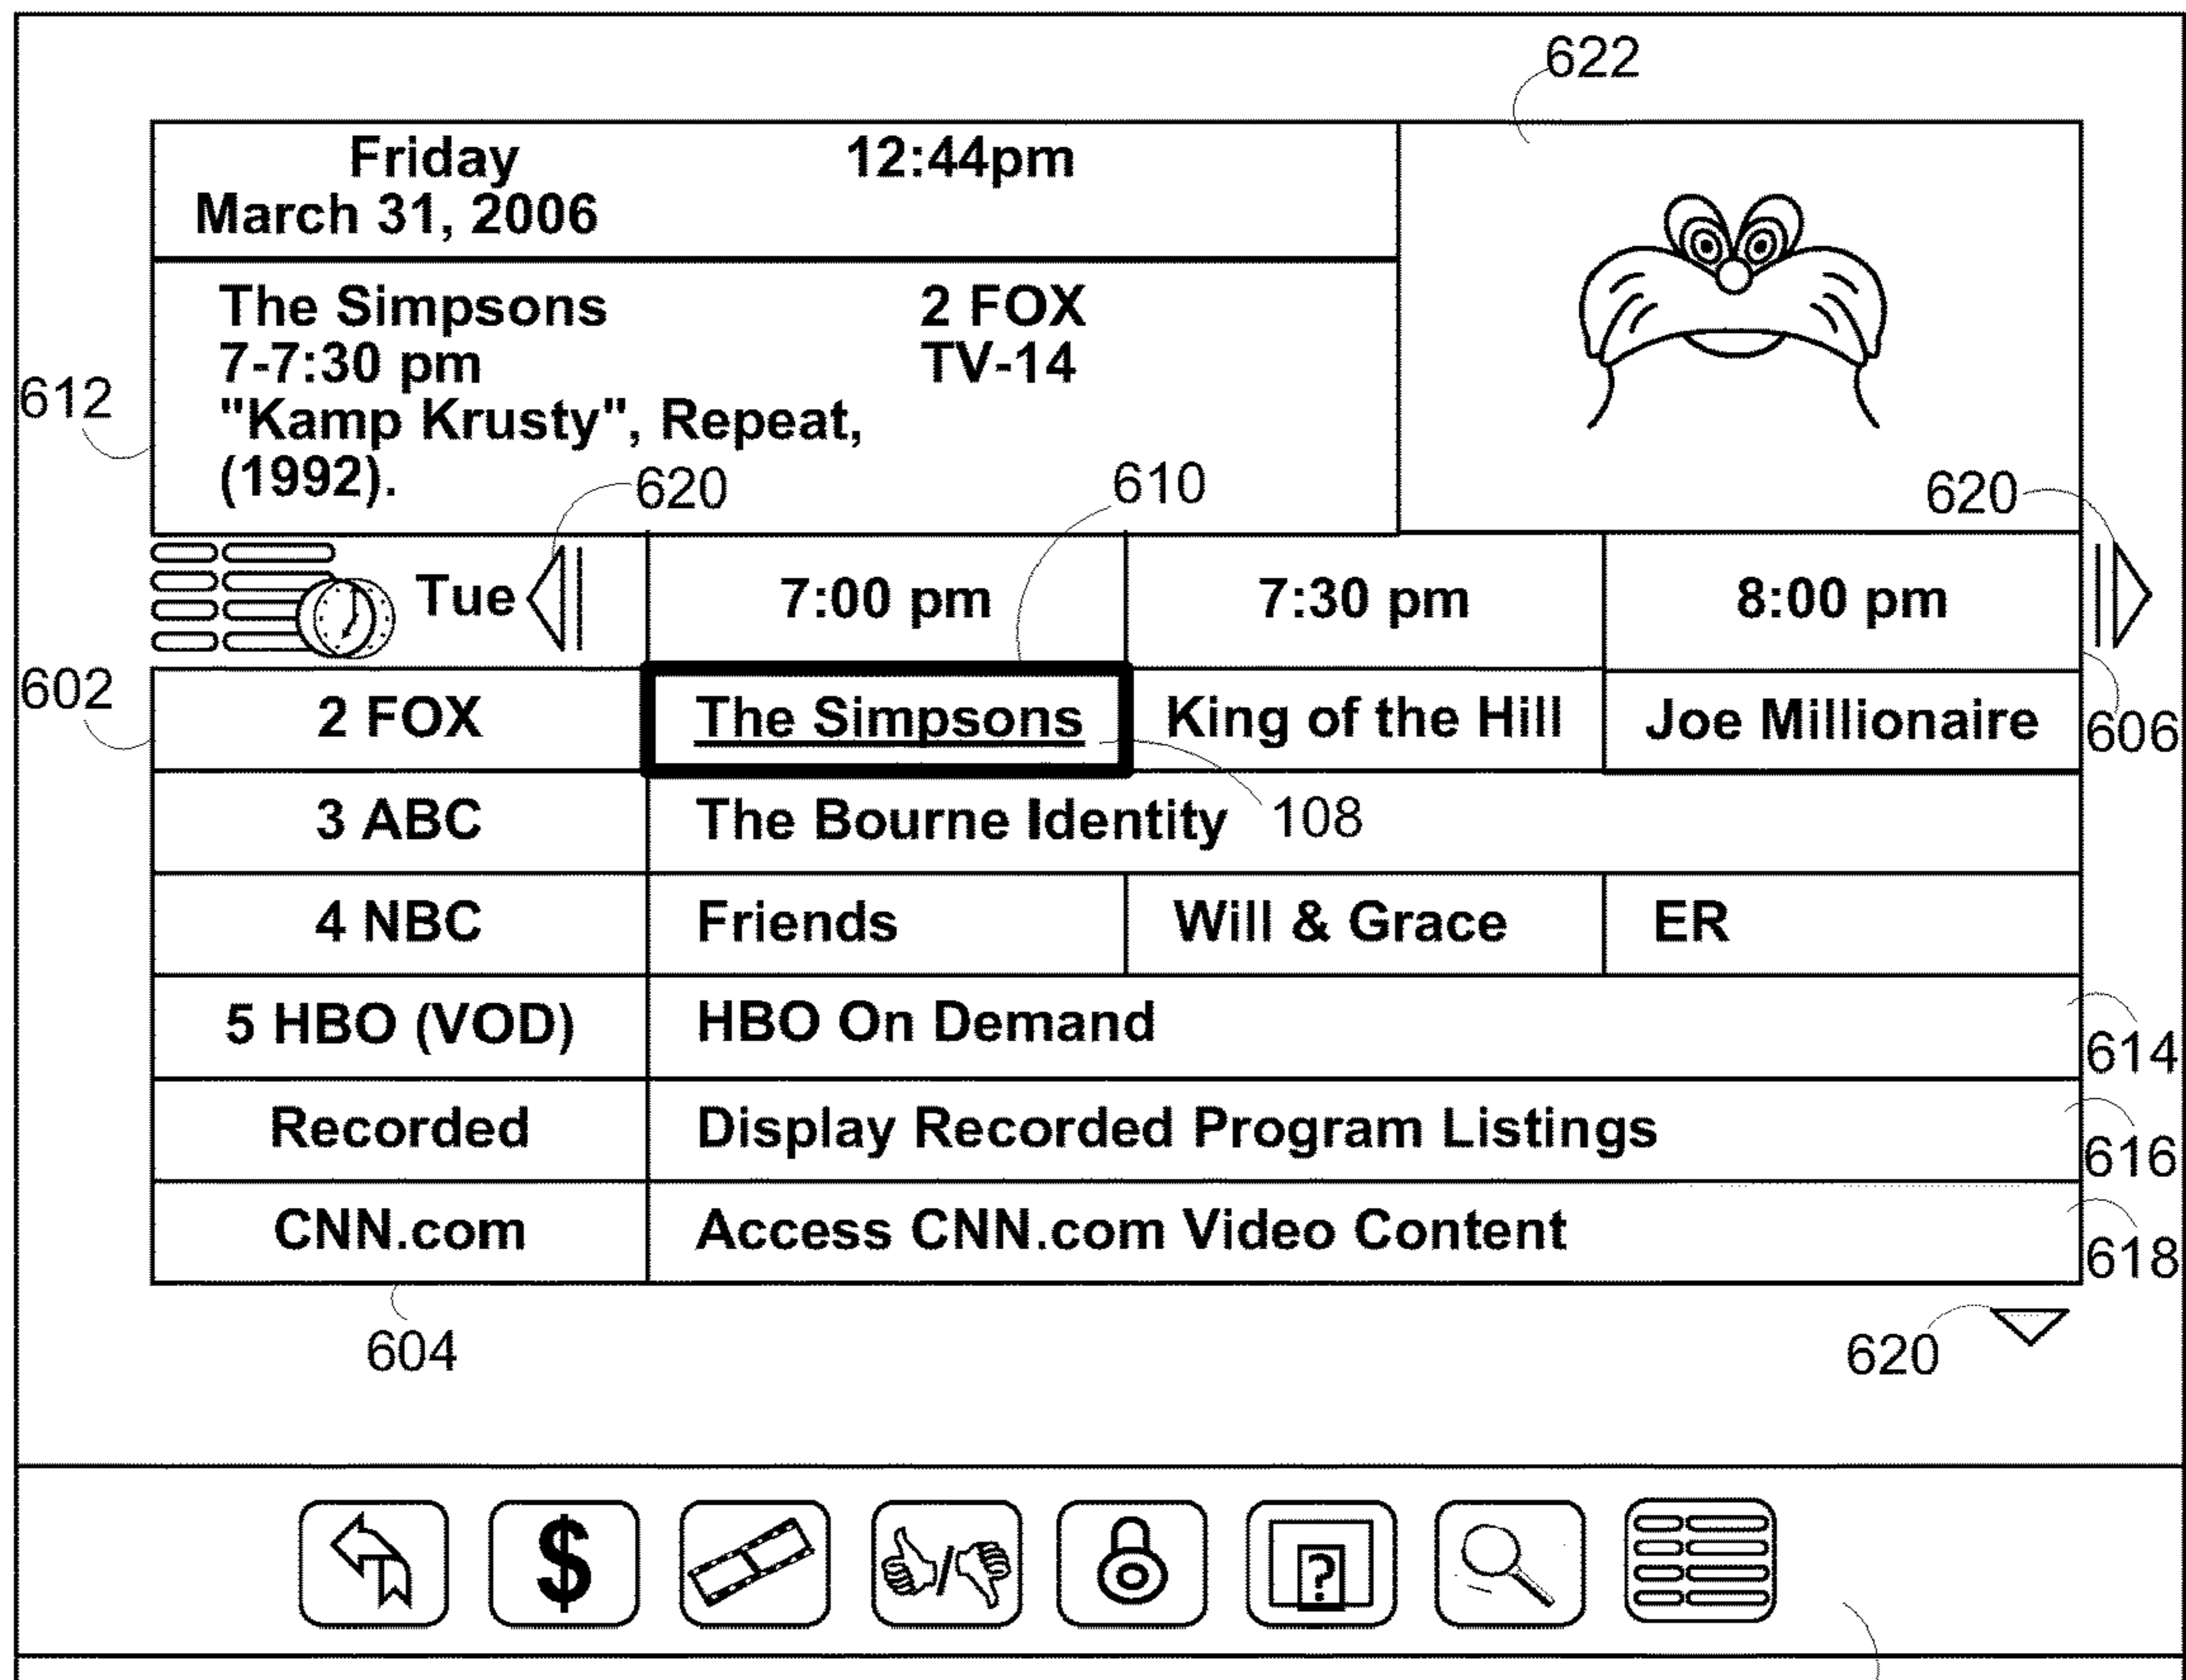 622
Friday 12:44pm
March 31, 2006
The Simpsons 2 FOX
7-7:30 pm TV-14
612
"Kamp Krusty", Repeat,
(1992).
620 610 620
Tue 7:00 pm 7:30 pm 8:00 pm
602
2 FOX The Simpsons King of the Hill Joe Millionaire
606
3 ABC The Bourne Identity 108
4 NBC Friends Will & Grace ER
5 HBO (VOD) HBO On Demand
614
Recorded Display Recorded Program Listings
616
CNN.com Access CNN.com Video Content
618
604 620
$ ?